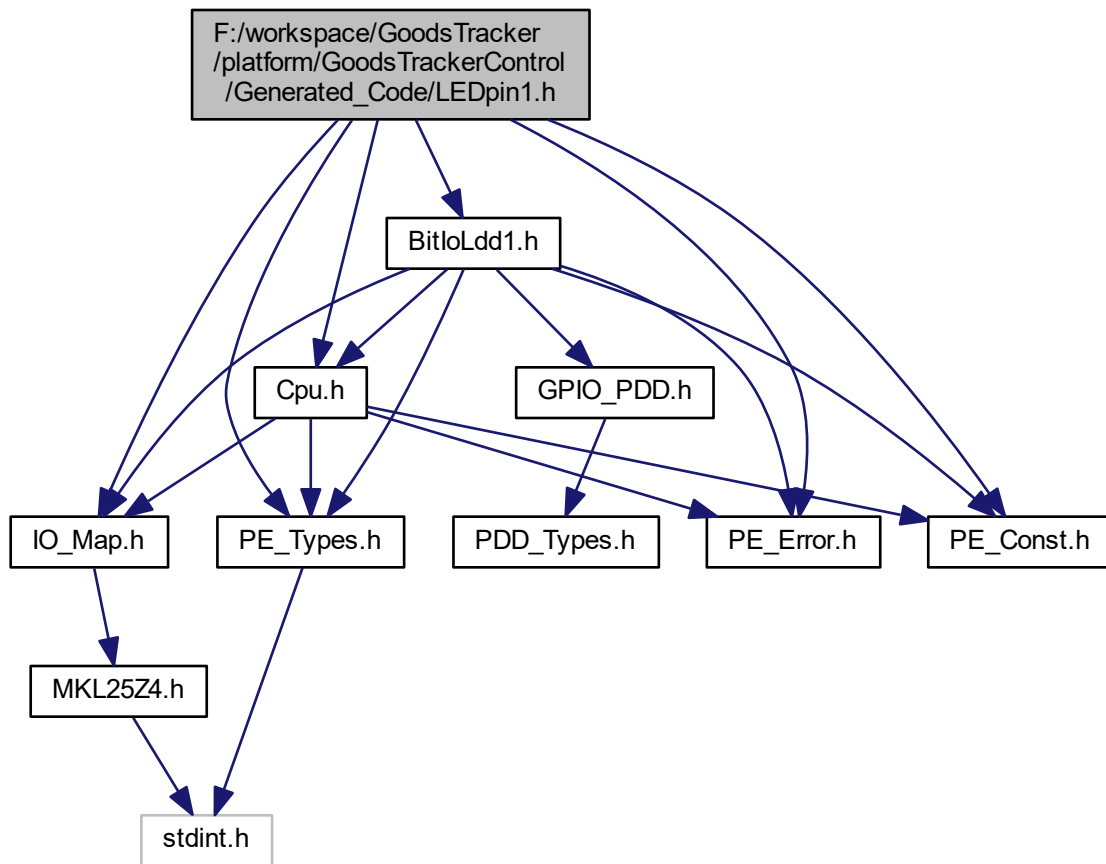 F:/workspace/GoodsTracker
/platform/GoodsTrackerControl
/Generated_Code/LEDpin1.h
BitIoLdd1.h
Cpu.h
GPIO_PDD.h
IO_Map.h
PE_Types.h
PDD_Types.h
PE_Error.h
PE_Const.h
MKL25Z4.h
stdint.h